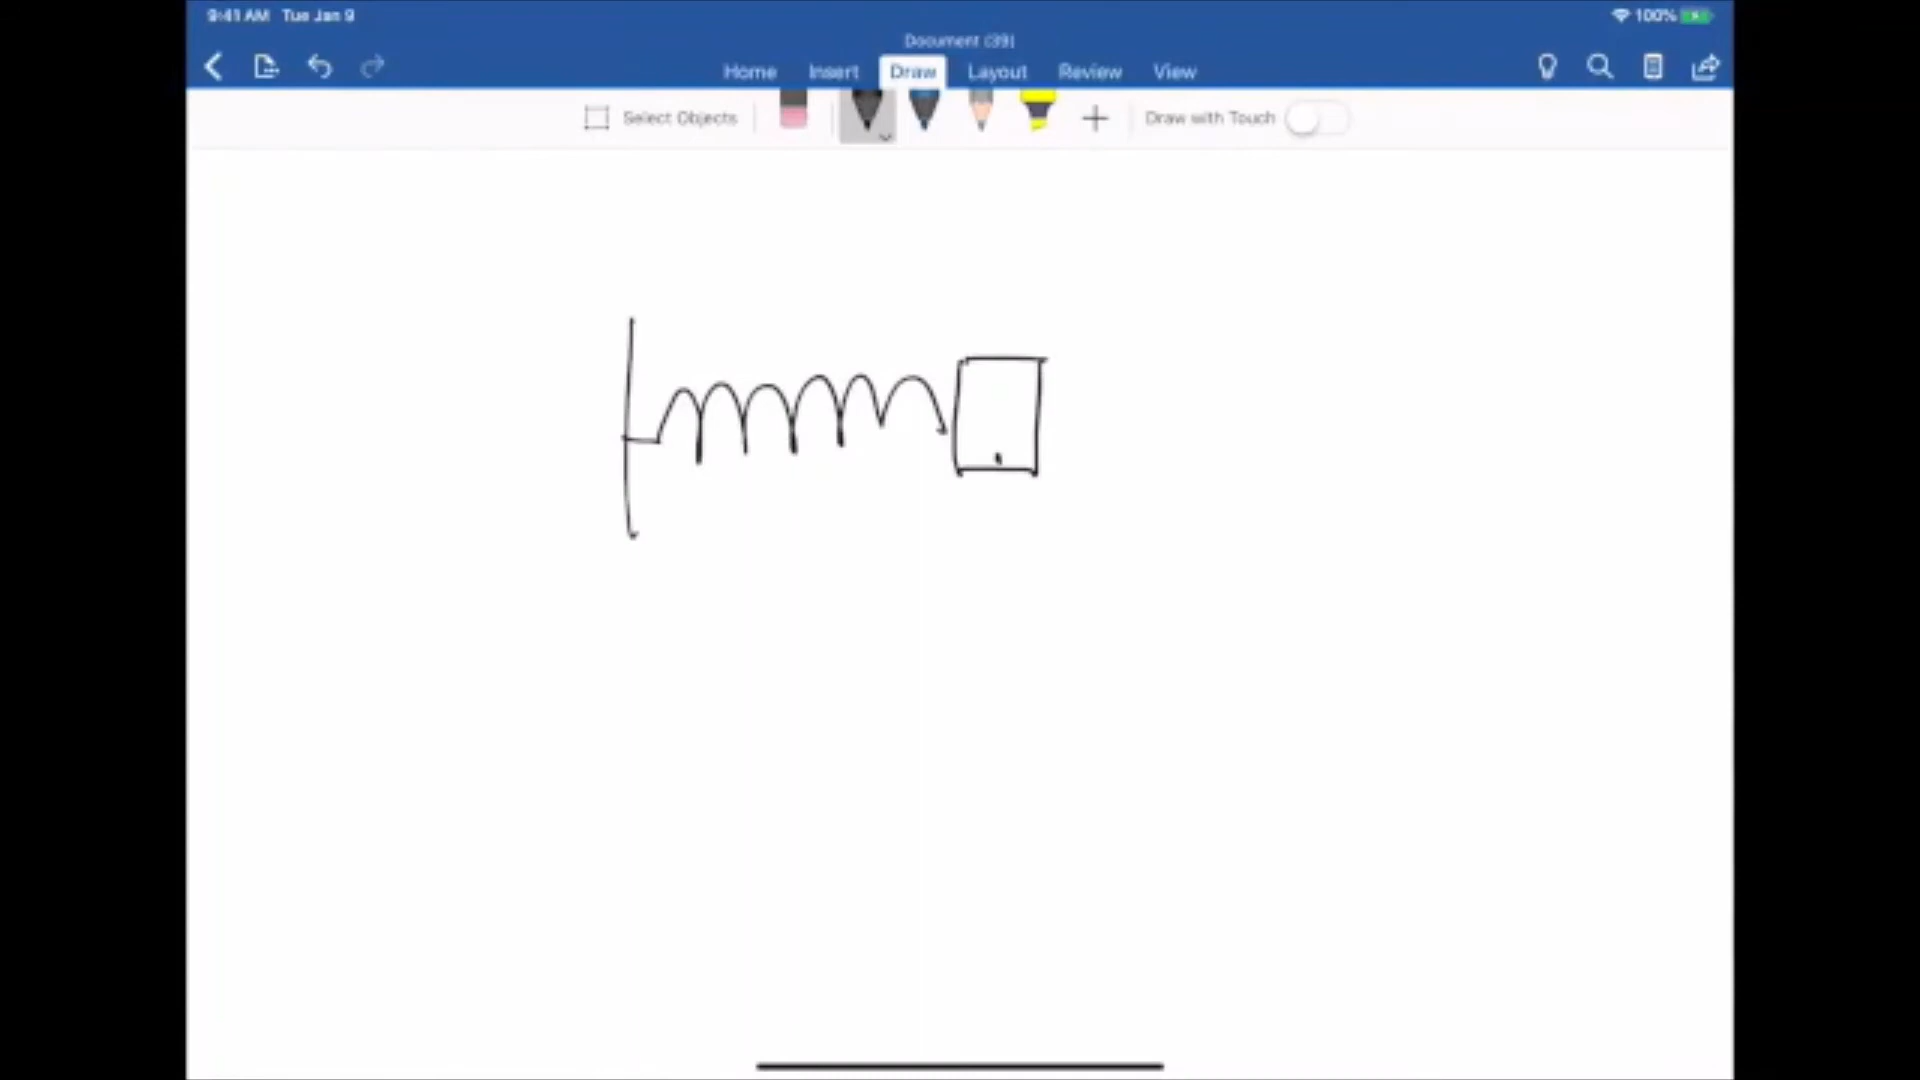 9:41 AM Tue Jan 9
100%
Document (39)
Home Insert Draw Layout Review View
Select Objects
Draw with Touch